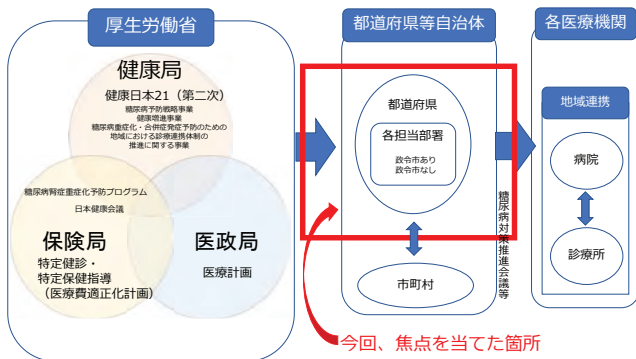 厚生労働省
健康局
健康日本21（第二次）
糖尿病予防戦略事業
健康増進事業
糖尿病重症化・合併症発症予防のための
地域における診療連携体制の
推進に関する事業
糖尿病腎症重症化予防プログラム
日本健康会議
保険局
特定健診・
特定保健指導
（医療費適正化計画）
医政局
医療計画
都道府県等自治体
都道府県
各担当部署
政令市あり
政令市なし
市町村
糖尿病対策推進会議等
各医療機関
地域連携
病院
診療所
今回、焦点を当てた箇所